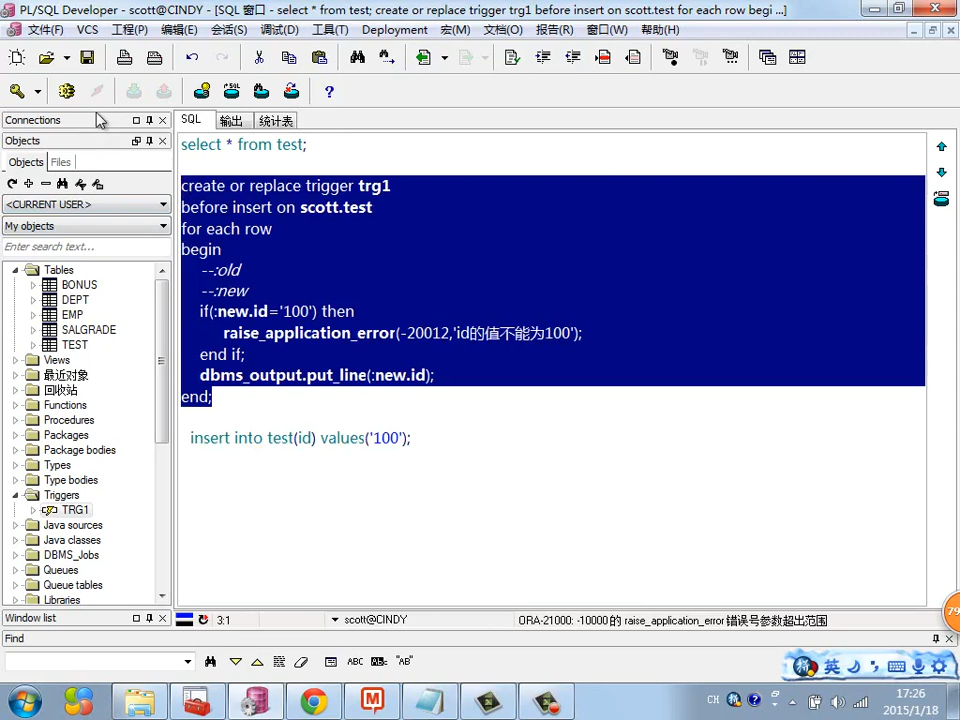 PL/SQL Developer - scott@CINDY - [SQL 窗口 - select * from test; create or replace trigger trg1 before insert on scott.test for each row begi ...]
文件(F) VCS 工程(P) 编辑(E) 会话(S) 调试(D) 工具(T) Deployment 宏(M) 文档(O) 报告(R) 窗口(W) 帮助(H)
Connections
Objects
Objects Files
<CURRENT USER>
My objects
Enter search text...
Tables
BONUS
DEPT
EMP
SALGRADE
TEST
Views
最近对象
回收站
Functions
Procedures
Packages
Package bodies
Types
Type bodies
Triggers
TRG1
Java sources
Java classes
DBMS_Jobs
Queues
Queue tables
Libraries
SQL 输出 统计表
select * from test;
create or replace trigger trg1
before insert on scott.test
for each row
begin
--:old
--:new
if(:new.id='100') then
raise_application_error(-20012,'id的值不能为100');
end if;
dbms_output.put_line(:new.id);
end;
insert into test(id) values('100');
Window list
3:1 scott@CINDY ORA-21000: -10000的 raise_application_error 错误号参数超出范围
Find
ABC "AB"
英
79
CH 17:26
2015/1/18